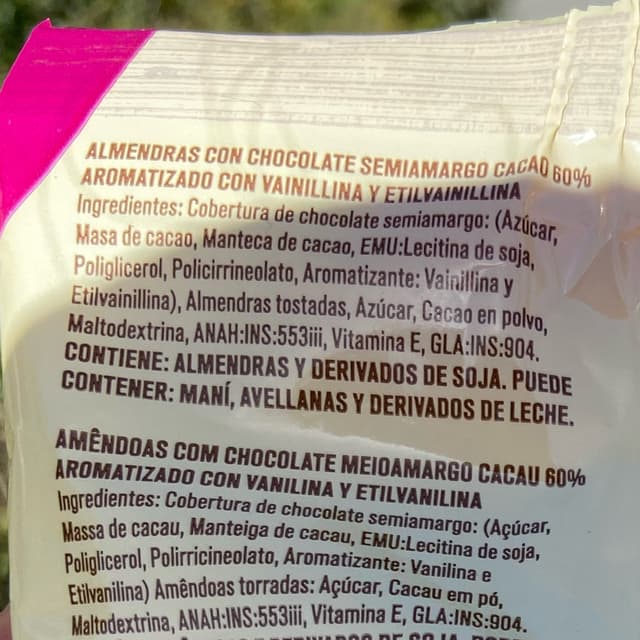 ALMENDRAS CON CHOCOLATE SEMIAMARGO CACAO 60%
AROMATIZADO CON VAINILLINA Y ETILVAINILLINA
Ingredientes: Cobertura de chocolate semiamargo: (Azúcar,
Masa de cacao, Manteca de cacao, EMU:Lecitina de soja,
Poliglicerol, Policirrineolato, Aromatizante: Vainillina y
Etilvainillina), Almendras tostadas, Azúcar, Cacao en polvo,
Maltodextrina, ANAH:INS:553iii, Vitamina E, GLA:INS:904.
CONTIENE: ALMENDRAS Y DERIVADOS DE SOJA. PUEDE
CONTENER: MANÍ, AVELLANAS Y DERIVADOS DE LECHE.
AMÊNDOAS COM CHOCOLATE MEIOAMARGO CACAU 60%
AROMATIZADO CON VANILINA Y ETILVANILINA
Ingredientes: Cobertura de chocolate semiamargo: (Açúcar,
Massa de cacau, Manteiga de cacau, EMU:Lecitina de soja,
Poliglicerol, Polirricineolato, Aromatizante: Vanilina e
Etilvanilina) Amêndoas torradas: Açúcar, Cacau em pó,
Maltodextrina, ANAH:INS:553iii, Vitamina E, GLA:INS:904.